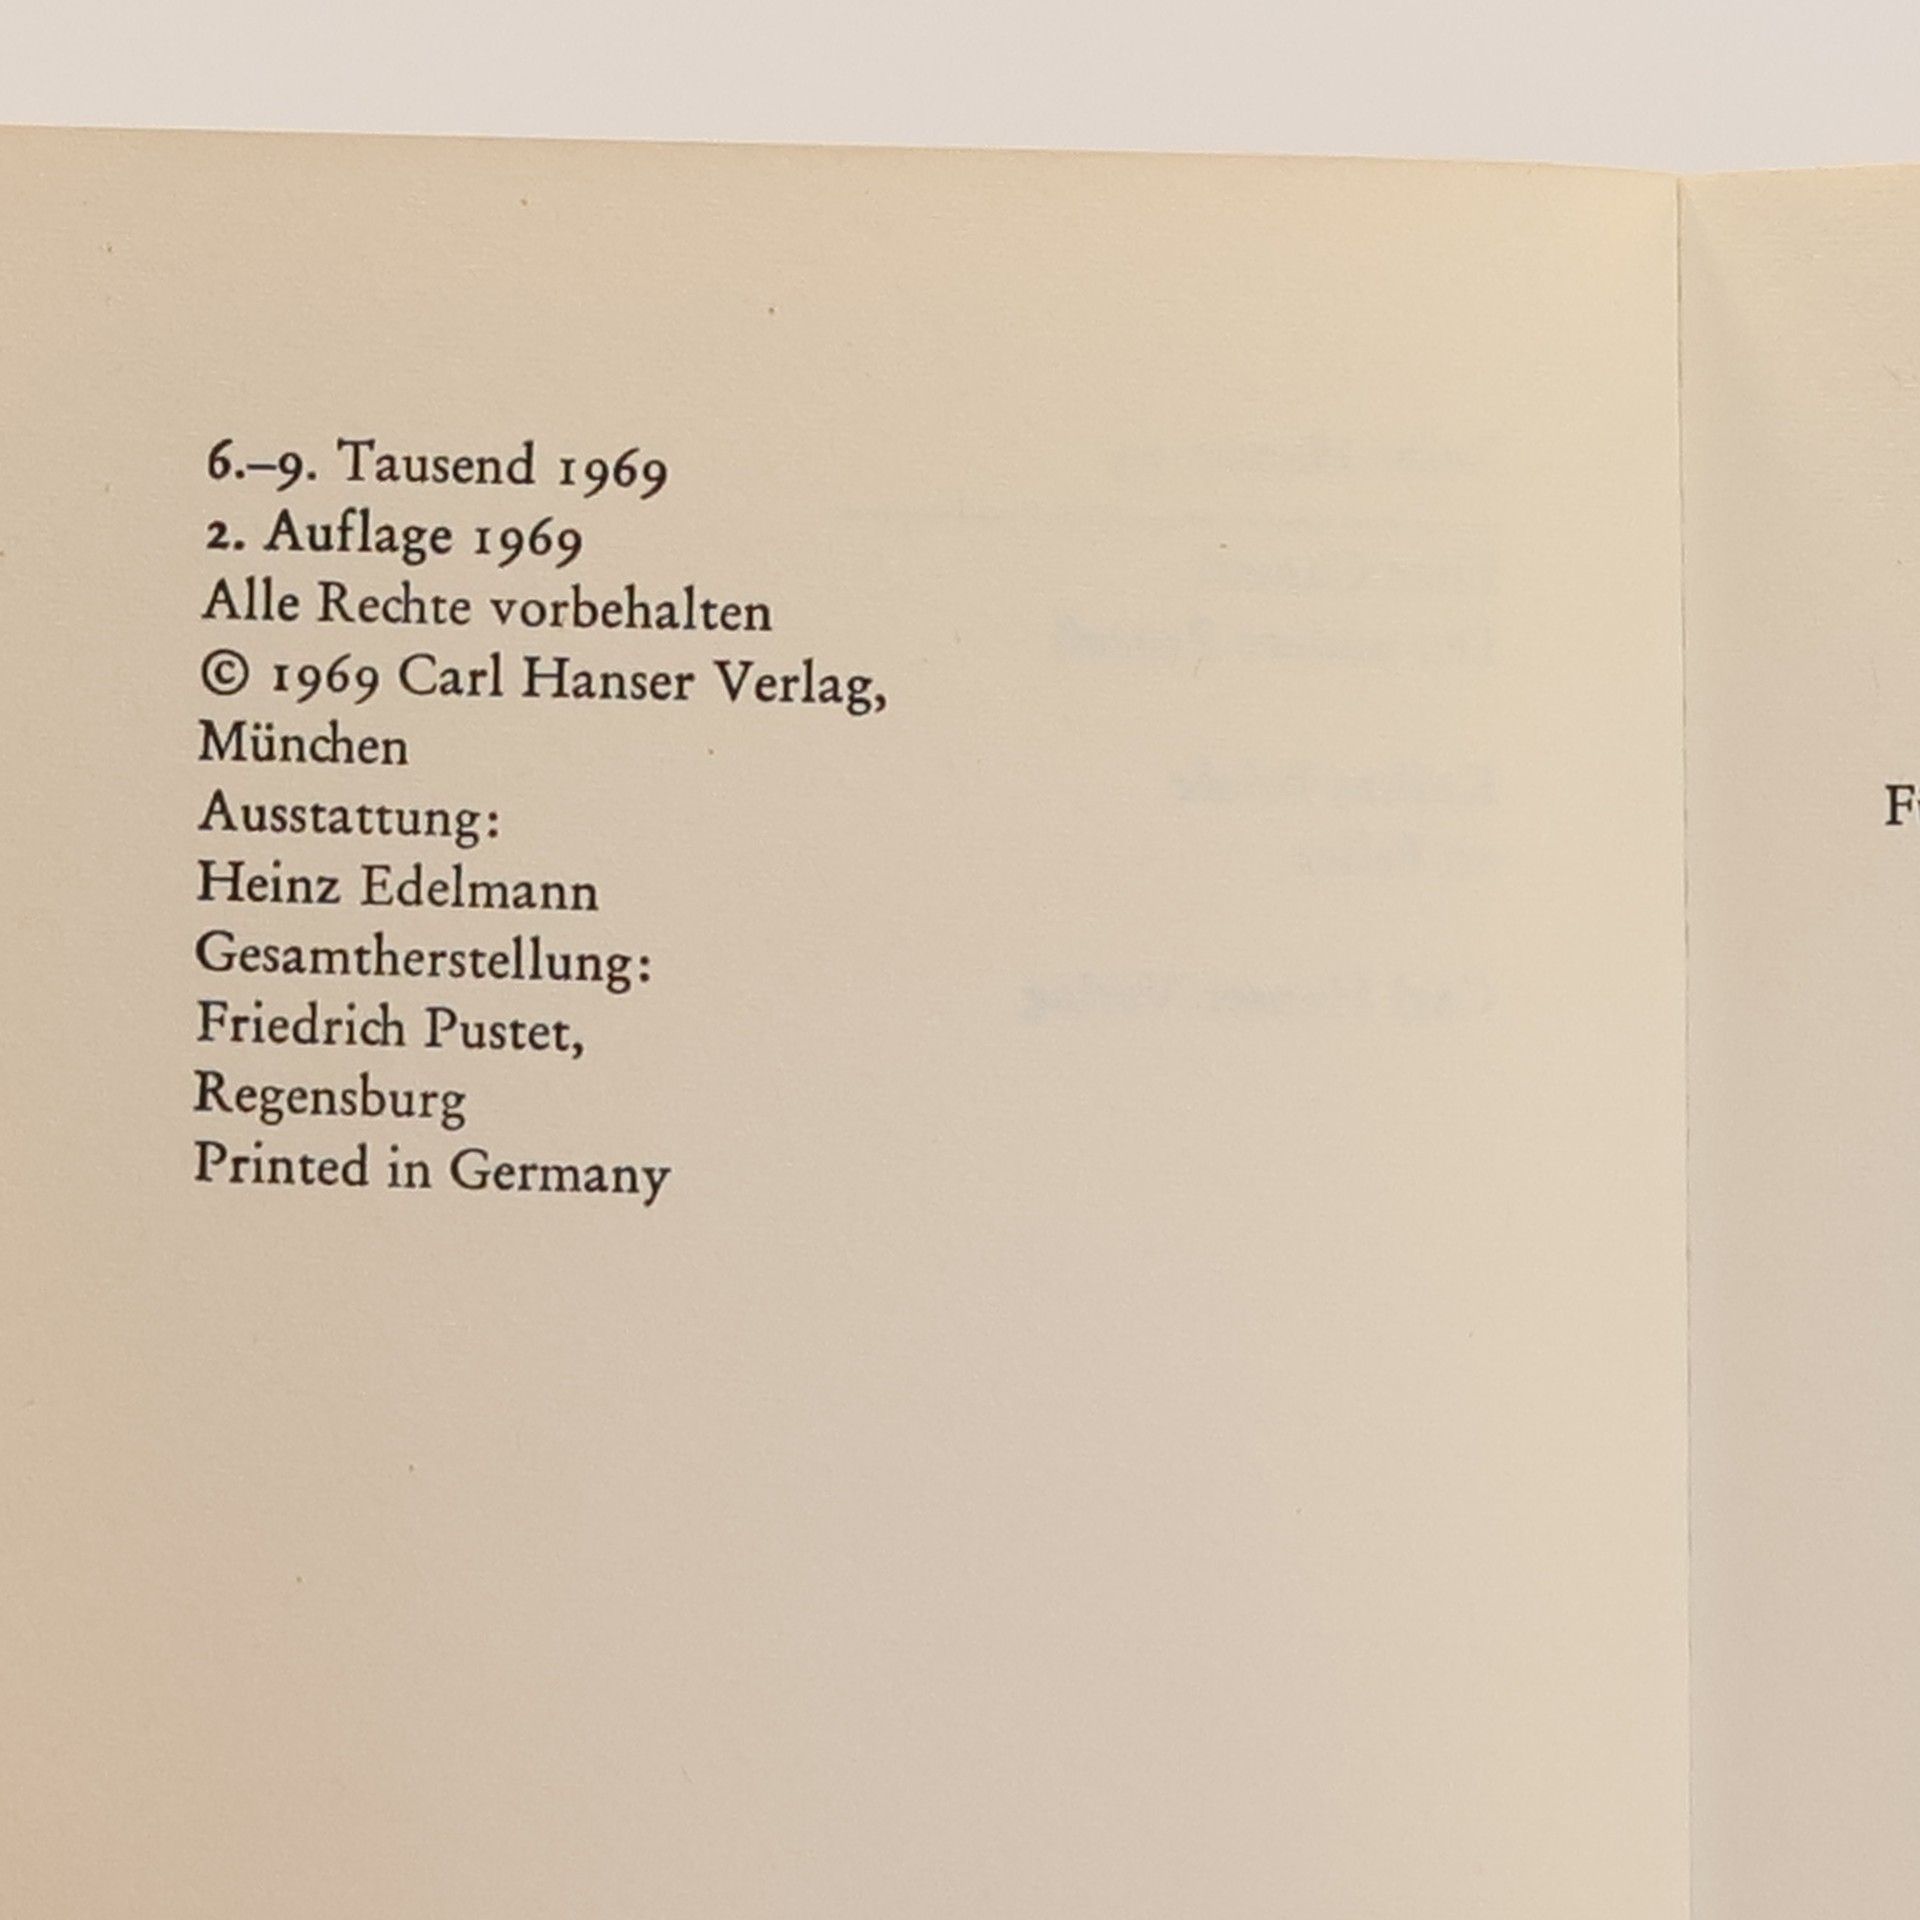 6.–9. Tausend 1969
2. Auflage 1969
Alle Rechte vorbehalten
© 1969 Carl Hanser Verlag,
München
Ausstattung:
Heinz Edelmann
Gesamtherstellung:
Friedrich Pustet,
Regensburg
Printed in Germany